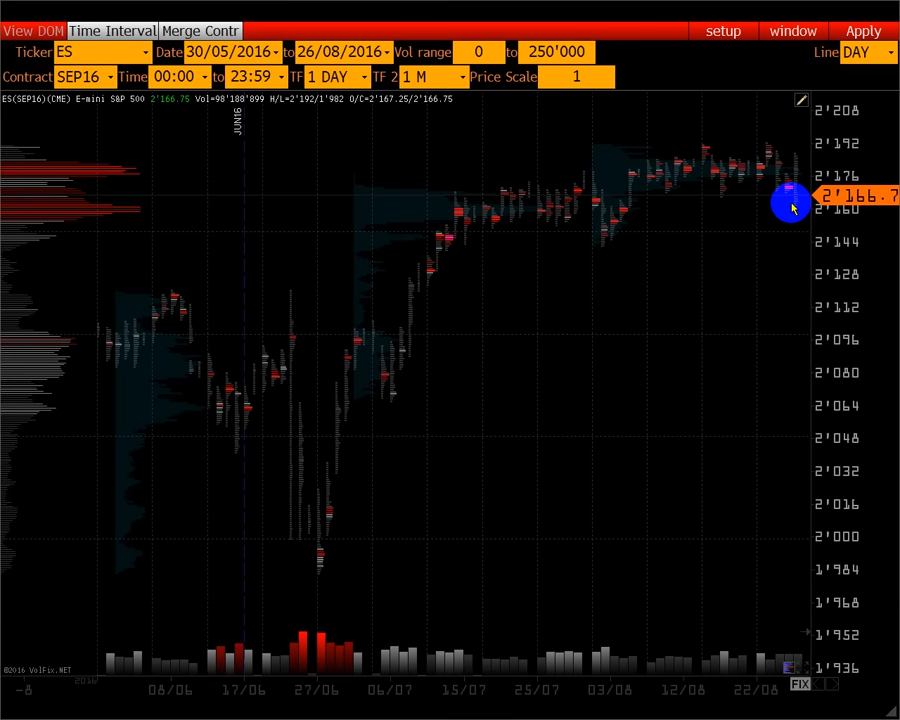 View DOM Time Interval Merge Contr setup window Apply
Ticker ES Date 30/05/2016 to 26/08/2016 Vol range 0 to 250'000 Line DAY
Contract SEP16 Time 00:00 to 23:59 TF 1 DAY TF 2 1 M Price Scale 1
ES(SEP16)(CME) E-mini S&P 500 2'166.75 Vol=98'188'899 H/L=2'192/1'982 O/C=2'167.25/2'166.75
JUN16
2'208
2'192
2'176
2'166.7
2'160
2'144
2'128
2'112
2'096
2'080
2'064
2'048
2'032
2'016
2'000
1'984
1'968
1'952
1'936
©2016 VolFix.NET
-8 2016 08/06 17/06 27/06 06/07 15/07 25/07 03/08 12/08 22/08 FIX